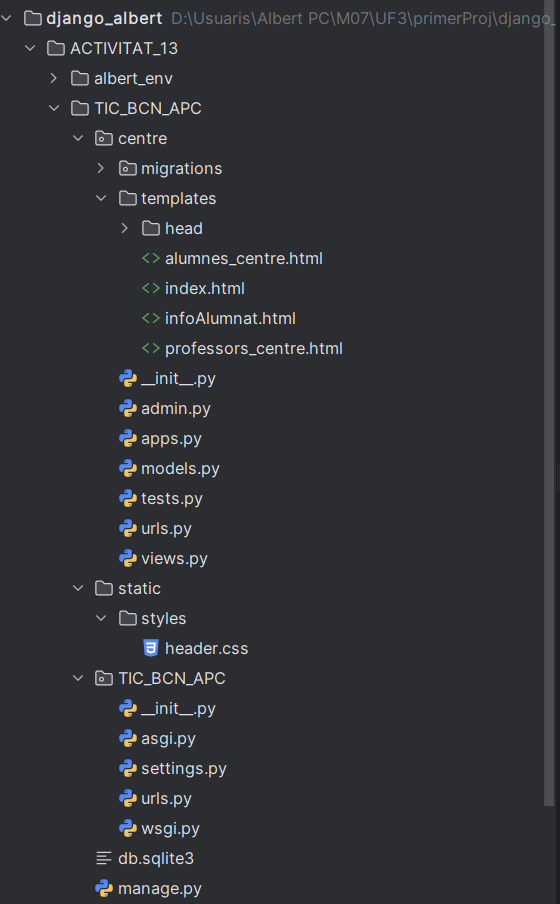 django_albert D:\Usuaris\Albert PC\M07\UF3\primerProj\django_
ACTIVITAT_13
albert_env
TIC_BCN_APC
centre
migrations
templates
head
alumnes_centre.html
index.html
infoAlumnat.html
professors_centre.html
__init__.py
admin.py
apps.py
models.py
tests.py
urls.py
views.py
static
styles
header.css
TIC_BCN_APC
__init__.py
asgi.py
settings.py
urls.py
wsgi.py
db.sqlite3
manage.py